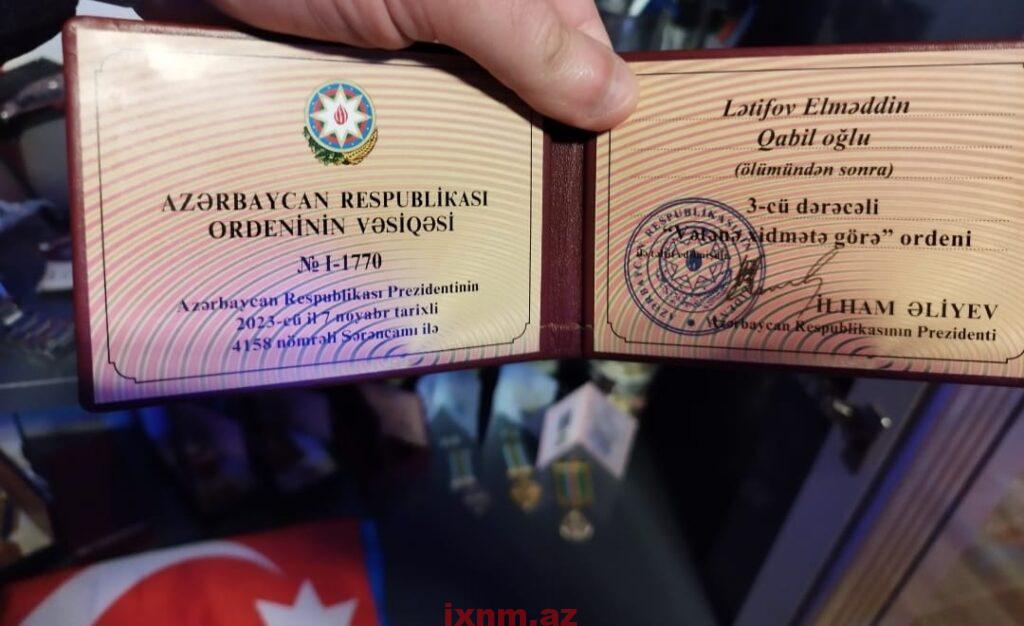 AZƏRBAYCAN RESPUBLİKASI
ORDENİNİN VƏSİQƏSİ
№ I-1770
Azərbaycan Respublikası Prezidentinin
2023-cü il 7 noyabr tarixli
4158 nömrəli Sərəncamı ilə
Lətifov Elməddin
Qabil oğlu
(ölümündən sonra)
3-cü dərəcəli
“Vətənə xidmətə görə” ordeni
İLHAM ƏLİYEV
Azərbaycan Respublikasının Prezidenti
ixnm.az